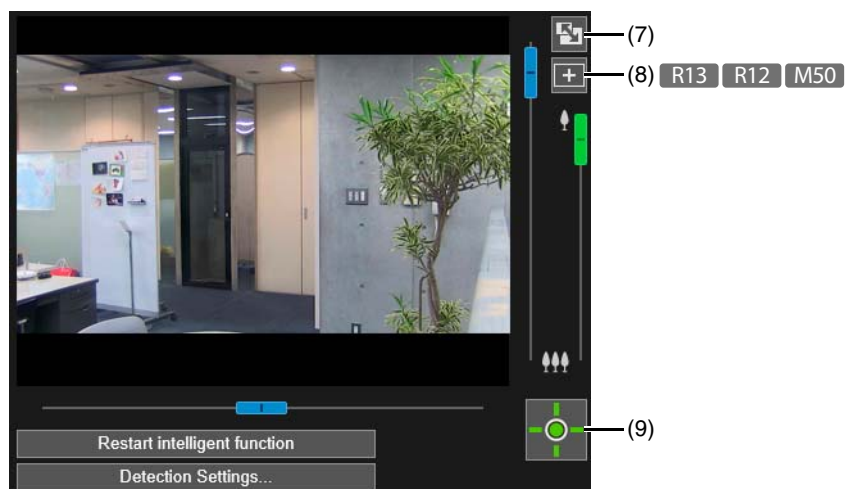 (7)
(8) R13 R12 M50
(9)
Restart intelligent function
Detection Settings...